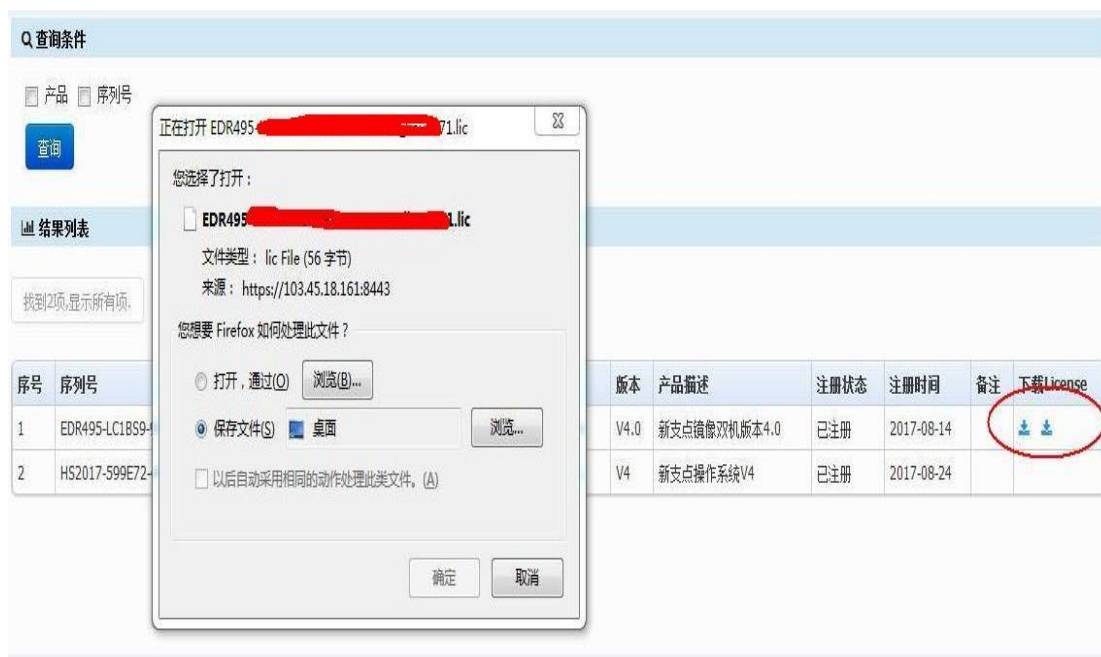 查询条件
产品 序列号
查询
结果列表
找到2项,显示所有项.
正在打开 EDR495- 71.lic
您选择了打开：
EDR495 1.lic
文件类型： lic File (56 字节)
来源： https://103.45.18.161:8443
您想要 Firefox 如何处理此文件？
打开，通过(O) 浏览(B)...
保存文件(S) 桌面 浏览...
以后自动采用相同的动作处理此类文件。(A)
确定 取消
序号 序列号 版本 产品描述 注册状态 注册时间 备注 下载License
1 EDR495-LC1BS9- V4.0 新支点镜像双机版本4.0 已注册 2017-08-14
2 HS2017-599E72- V4 新支点操作系统V4 已注册 2017-08-24